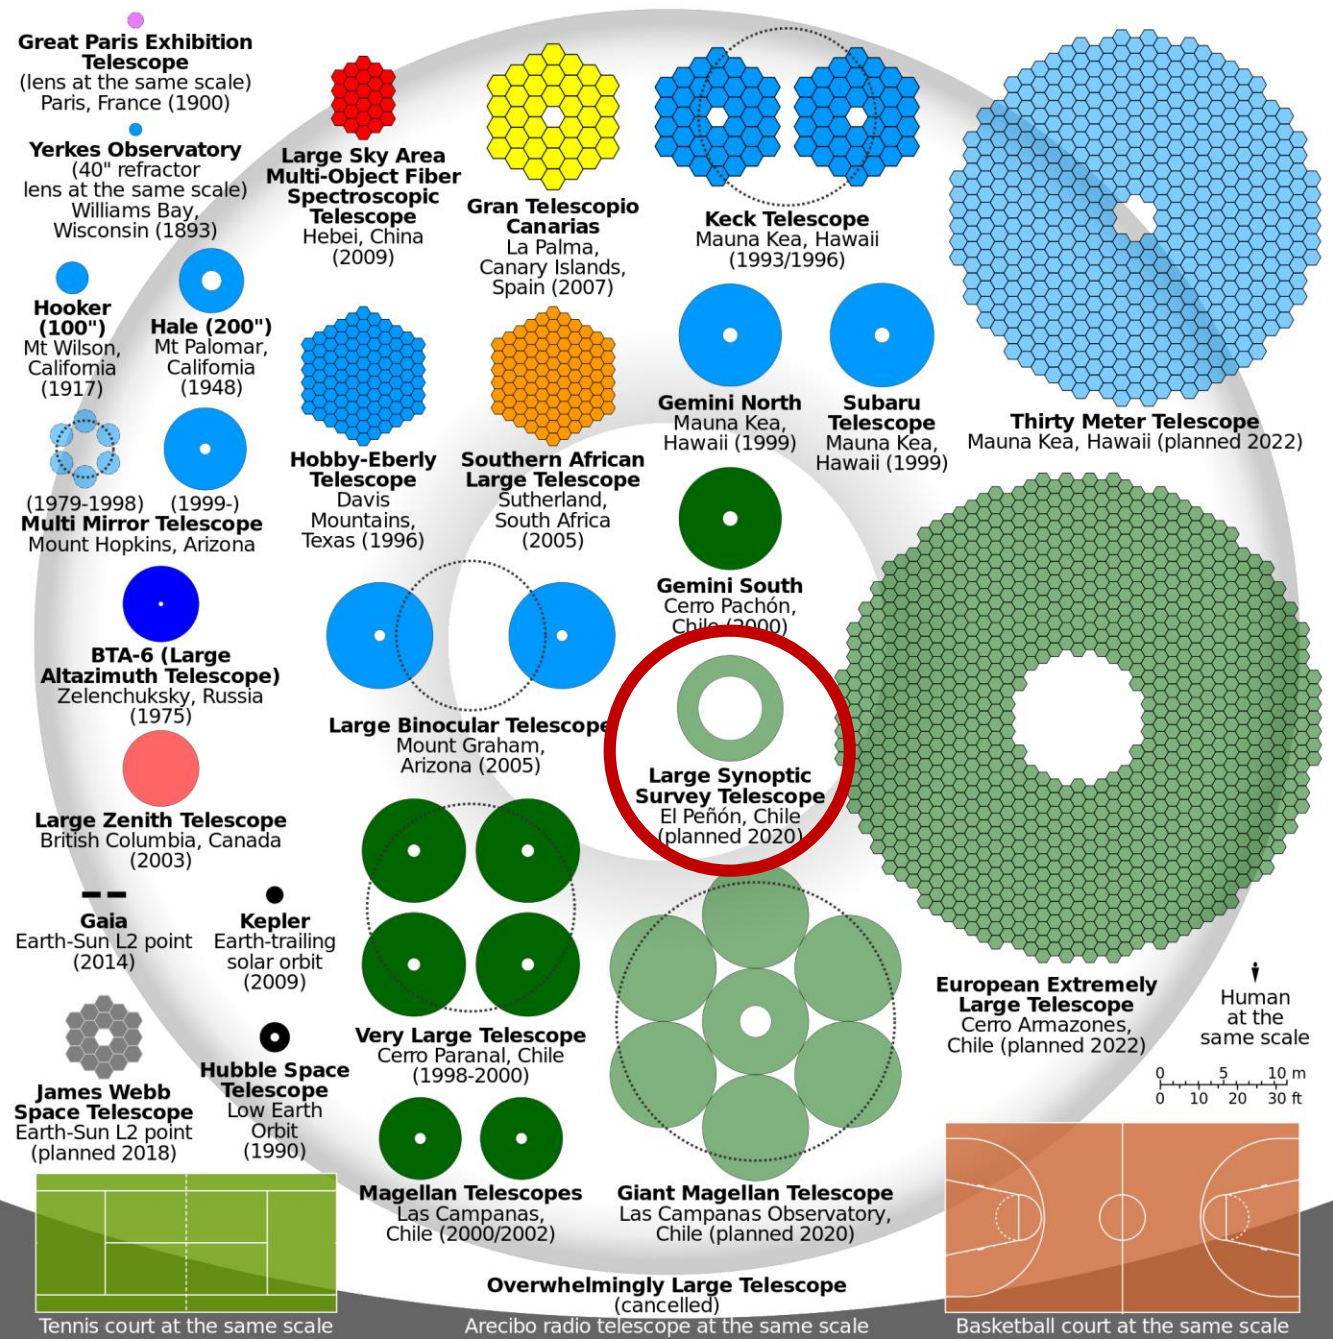 Great Paris Exhibition
Telescope
(lens at the same scale)
Paris, France (1900)
Yerkes Observatory
(40" refractor
lens at the same scale)
Williams Bay,
Wisconsin (1893)
Hooker
(100")
Mt Wilson,
California
(1917)
Hale (200")
Mt Palomar,
California
(1948)
(1979-1998)
(1999-)
Multi Mirror Telescope
Mount Hopkins, Arizona
BTA-6 (Large
Altazimuth Telescope)
Zelenchuksky, Russia
(1975)
Large Zenith Telescope
British Columbia, Canada
(2003)
Gaia
Earth-Sun L2 point
(2014)
Kepler
Earth-trailing
solar orbit
(2009)
James Webb
Space Telescope
Earth-Sun L2 point
(planned 2018)
Hubble Space
Telescope
Low Earth
Orbit
(1990)
Large Sky Area
Multi-Object Fiber
Spectroscopic
Telescope
Hebei, China
(2009)
Gran Telescopio
Canarias
La Palma,
Canary Islands,
Spain (2007)
Keck Telescope
Mauna Kea, Hawaii
(1993/1996)
Hobby-Eberly
Telescope
Davis
Mountains,
Texas (1996)
Southern African
Large Telescope
Sutherland,
South Africa
(2005)
Gemini North
Mauna Kea,
Hawaii (1999)
Subaru
Telescope
Mauna Kea,
Hawaii (1999)
Thirty Meter Telescope
Mauna Kea, Hawaii (planned 2022)
Gemini South
Cerro Pachón,
Chile (2000)
Large Binocular Telescope
Mount Graham,
Arizona (2005)
Large Synoptic
Survey Telescope
El Peñón, Chile
(planned 2020)
Very Large Telescope
Cerro Paranal, Chile
(1998-2000)
Magellan Telescopes
Las Campanas,
Chile (2000/2002)
Giant Magellan Telescope
Las Campanas Observatory,
Chile (planned 2020)
European Extremely
Large Telescope
Cerro Armazones,
Chile (planned 2022)
Human
at the
same scale
0 5 10 m
0 10 20 30 ft
Overwhelmingly Large Telescope
(cancelled)
Tennis court at the same scale
Arecibo radio telescope at the same scale
Basketball court at the same scale